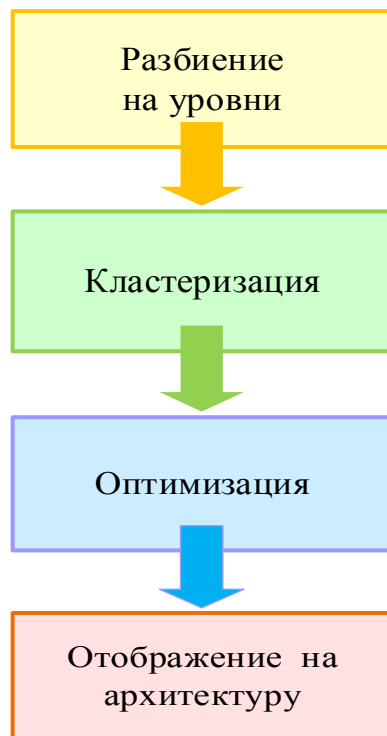 Разбиение
на уровни
Кластеризация
Оптимизация
Отображение на
архитектуру